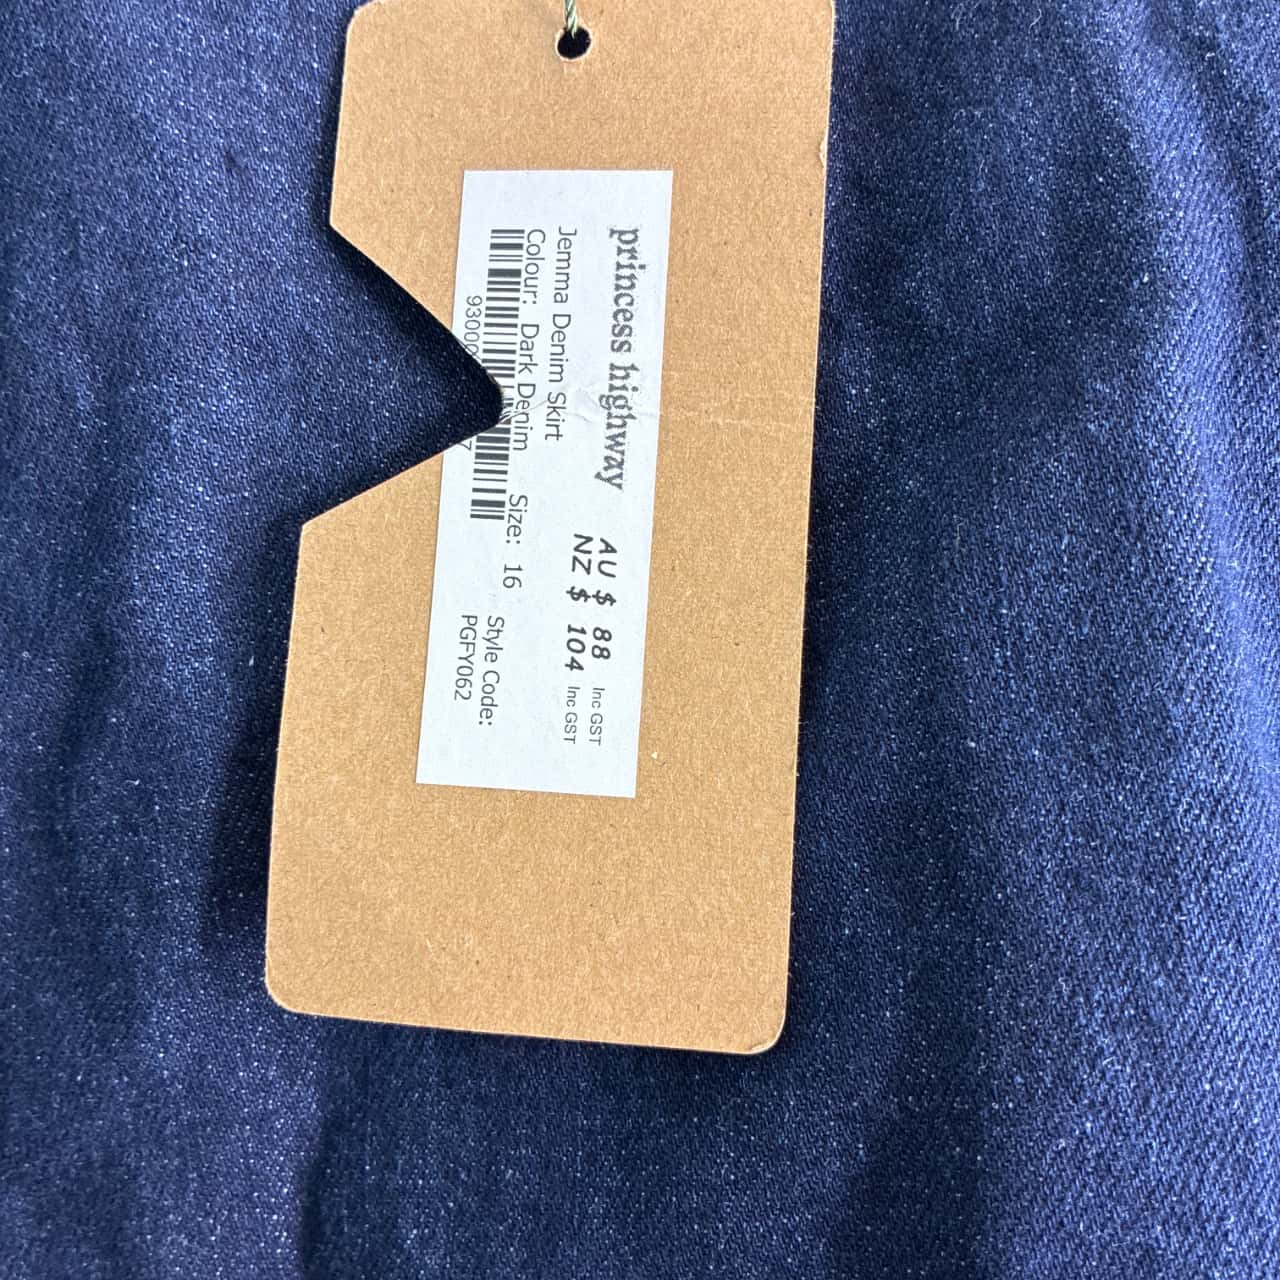 princess highway
AU $ 88 Inc GST
NZ $ 104 Inc GST
Jemma Denim Skirt
Colour: Dark Denim Size: 16
Style Code:
PGFY062